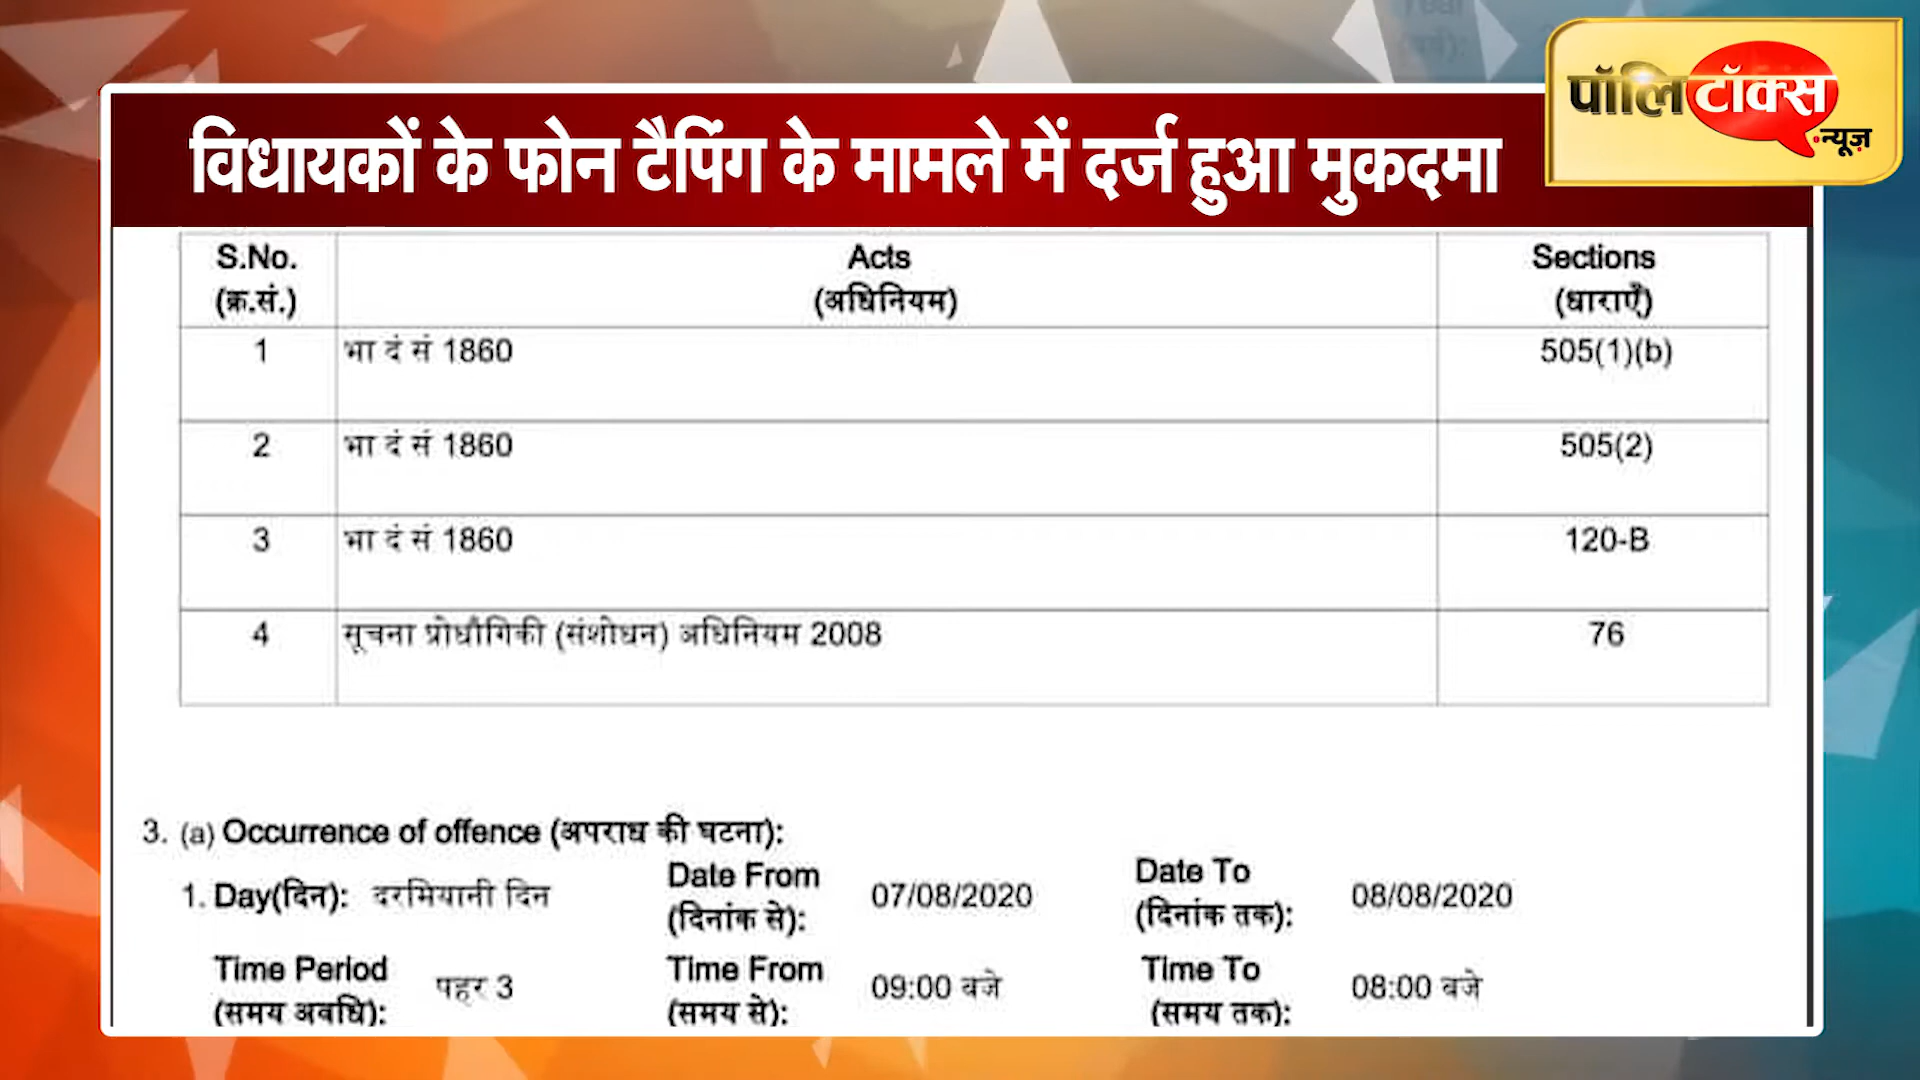 पॉलिटॉक्स
न्यूज़
विधायकों के फोन टैपिंग के मामले में दर्ज हुआ मुकदमा
S.No. Acts Sections
(क्र.सं.) (अधिनियम) (धाराएँ)
1 भा दं सं 1860 505(1)(b)
2 भा दं सं 1860 505(2)
3 भा दं सं 1860 120-B
4 सूचना प्रोधौगिकी (संशोधन) अधिनियम 2008 76
3. (a) Occurrence of offence (अपराध की घटना):
1. Day(दिन): दरमियानी दिन Date From (दिनांक से): 07/08/2020 Date To (दिनांक तक): 08/08/2020
Time Period (समय अवधि): पहर 3 Time From (समय से): 09:00 बजे Time To (समय तक): 08:00 बजे